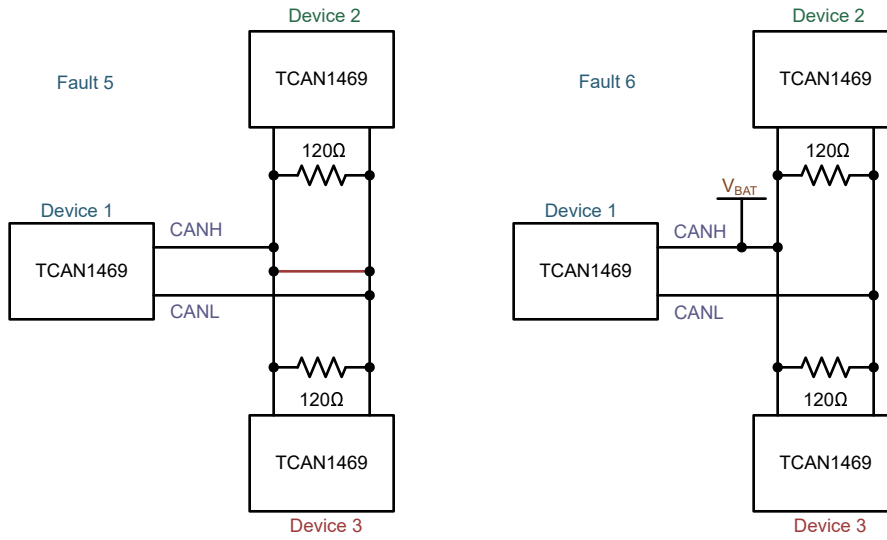 Device 2
TCAN1469
Fault 5
120Ω
Device 1
TCAN1469
CANH
CANL
120Ω
TCAN1469
Device 3
Device 2
TCAN1469
Fault 6
120Ω
VBAT
Device 1
TCAN1469
CANH
CANL
120Ω
TCAN1469
Device 3